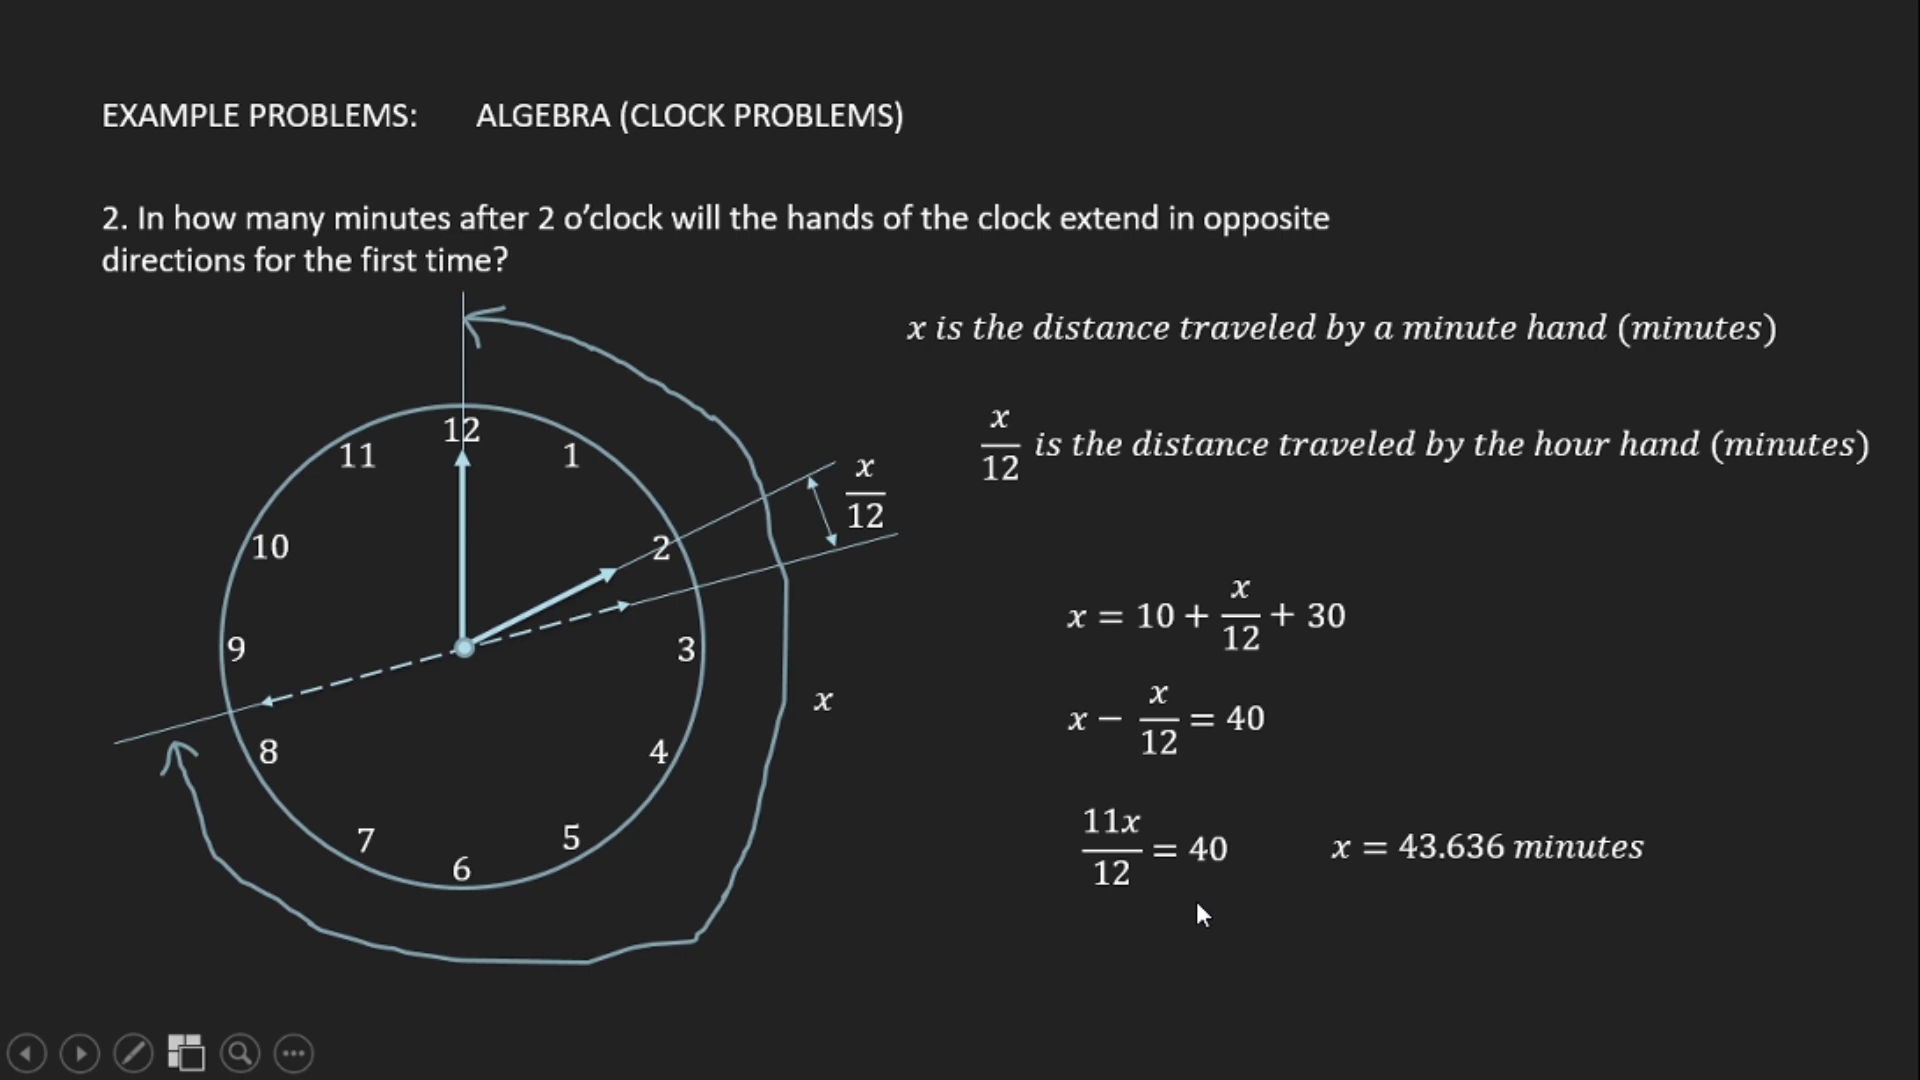 EXAMPLE PROBLEMS: ALGEBRA (CLOCK PROBLEMS)
2. In how many minutes after 2 o’clock will the hands of the clock extend in opposite
directions for the first time?
x is the distance traveled by a minute hand (minutes)
x/12 is the distance traveled by the hour hand (minutes)
12
11
1
x/12
10
2
9
3
x
8
4
7
5
6
x = 10 + x/12 + 30
x − x/12 = 40
11x/12 = 40
x = 43.636 minutes